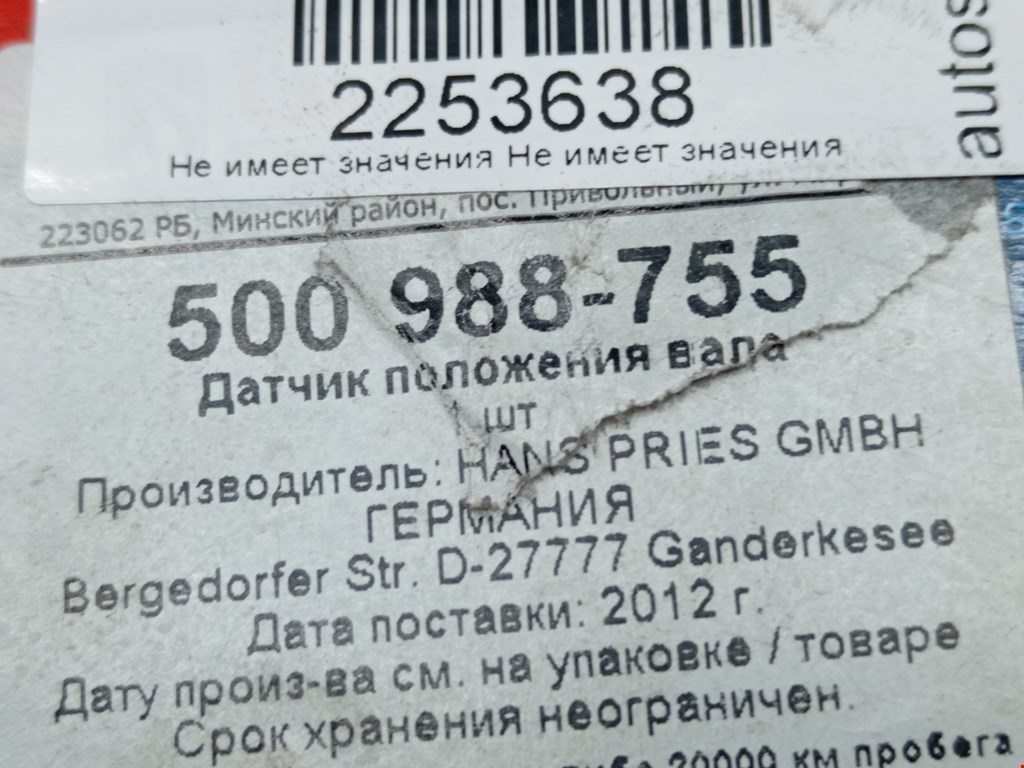 2253638
autos
Не имеет значения Не имеет значения
223062 РБ, Минский район, пос. Привольный,
500 988-755
Датчик положения вала
шт
Производитель: HANS PRIES GMBH
ГЕРМАНИЯ
Bergedorfer Str. D-27777 Ganderkesee
Дата поставки: 2012 г.
Дату произ-ва см. на упаковке / товаре
Срок хранения неограничен.
20000 км пробега